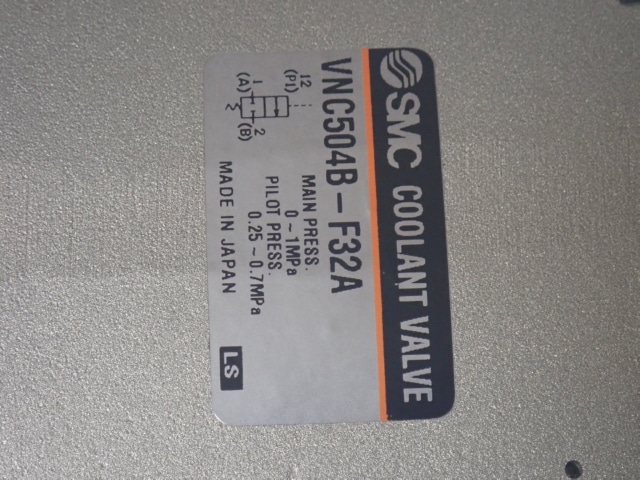 SMC COOLANT VALVE
VNC504B-F32A
12
(P1)
1
(A)
2
(B)
MAIN PRESS.
0~1MPa
PILOT PRESS.
0.25~0.7MPa
MADE IN JAPAN
LS